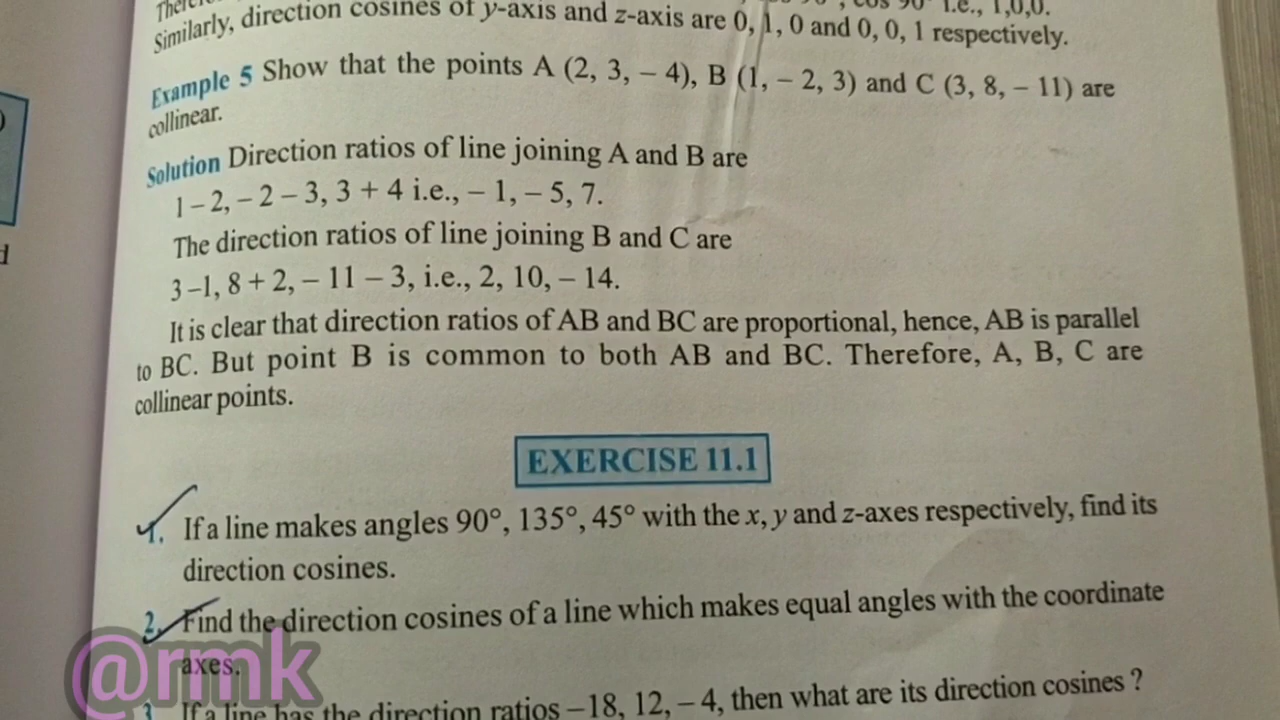 Similarly, direction cosines of y-axis and z-axis are 0, 1, 0 and 0, 0, 1 respectively.
Example 5 Show that the points A (2, 3, – 4), B (1, – 2, 3) and C (3, 8, – 11) are
collinear.
Solution Direction ratios of line joining A and B are
1 – 2, – 2 – 3, 3 + 4 i.e., – 1, – 5, 7.
The direction ratios of line joining B and C are
3 –1, 8 + 2, – 11 – 3, i.e., 2, 10, – 14.
It is clear that direction ratios of AB and BC are proportional, hence, AB is parallel
to BC. But point B is common to both AB and BC. Therefore, A, B, C are
collinear points.
EXERCISE 11.1
1. If a line makes angles 90°, 135°, 45° with the x, y and z-axes respectively, find its
direction cosines.
2. Find the direction cosines of a line which makes equal angles with the coordinate
axes.
@rmk
3. If a line has the direction ratios –18, 12, – 4, then what are its direction cosines ?